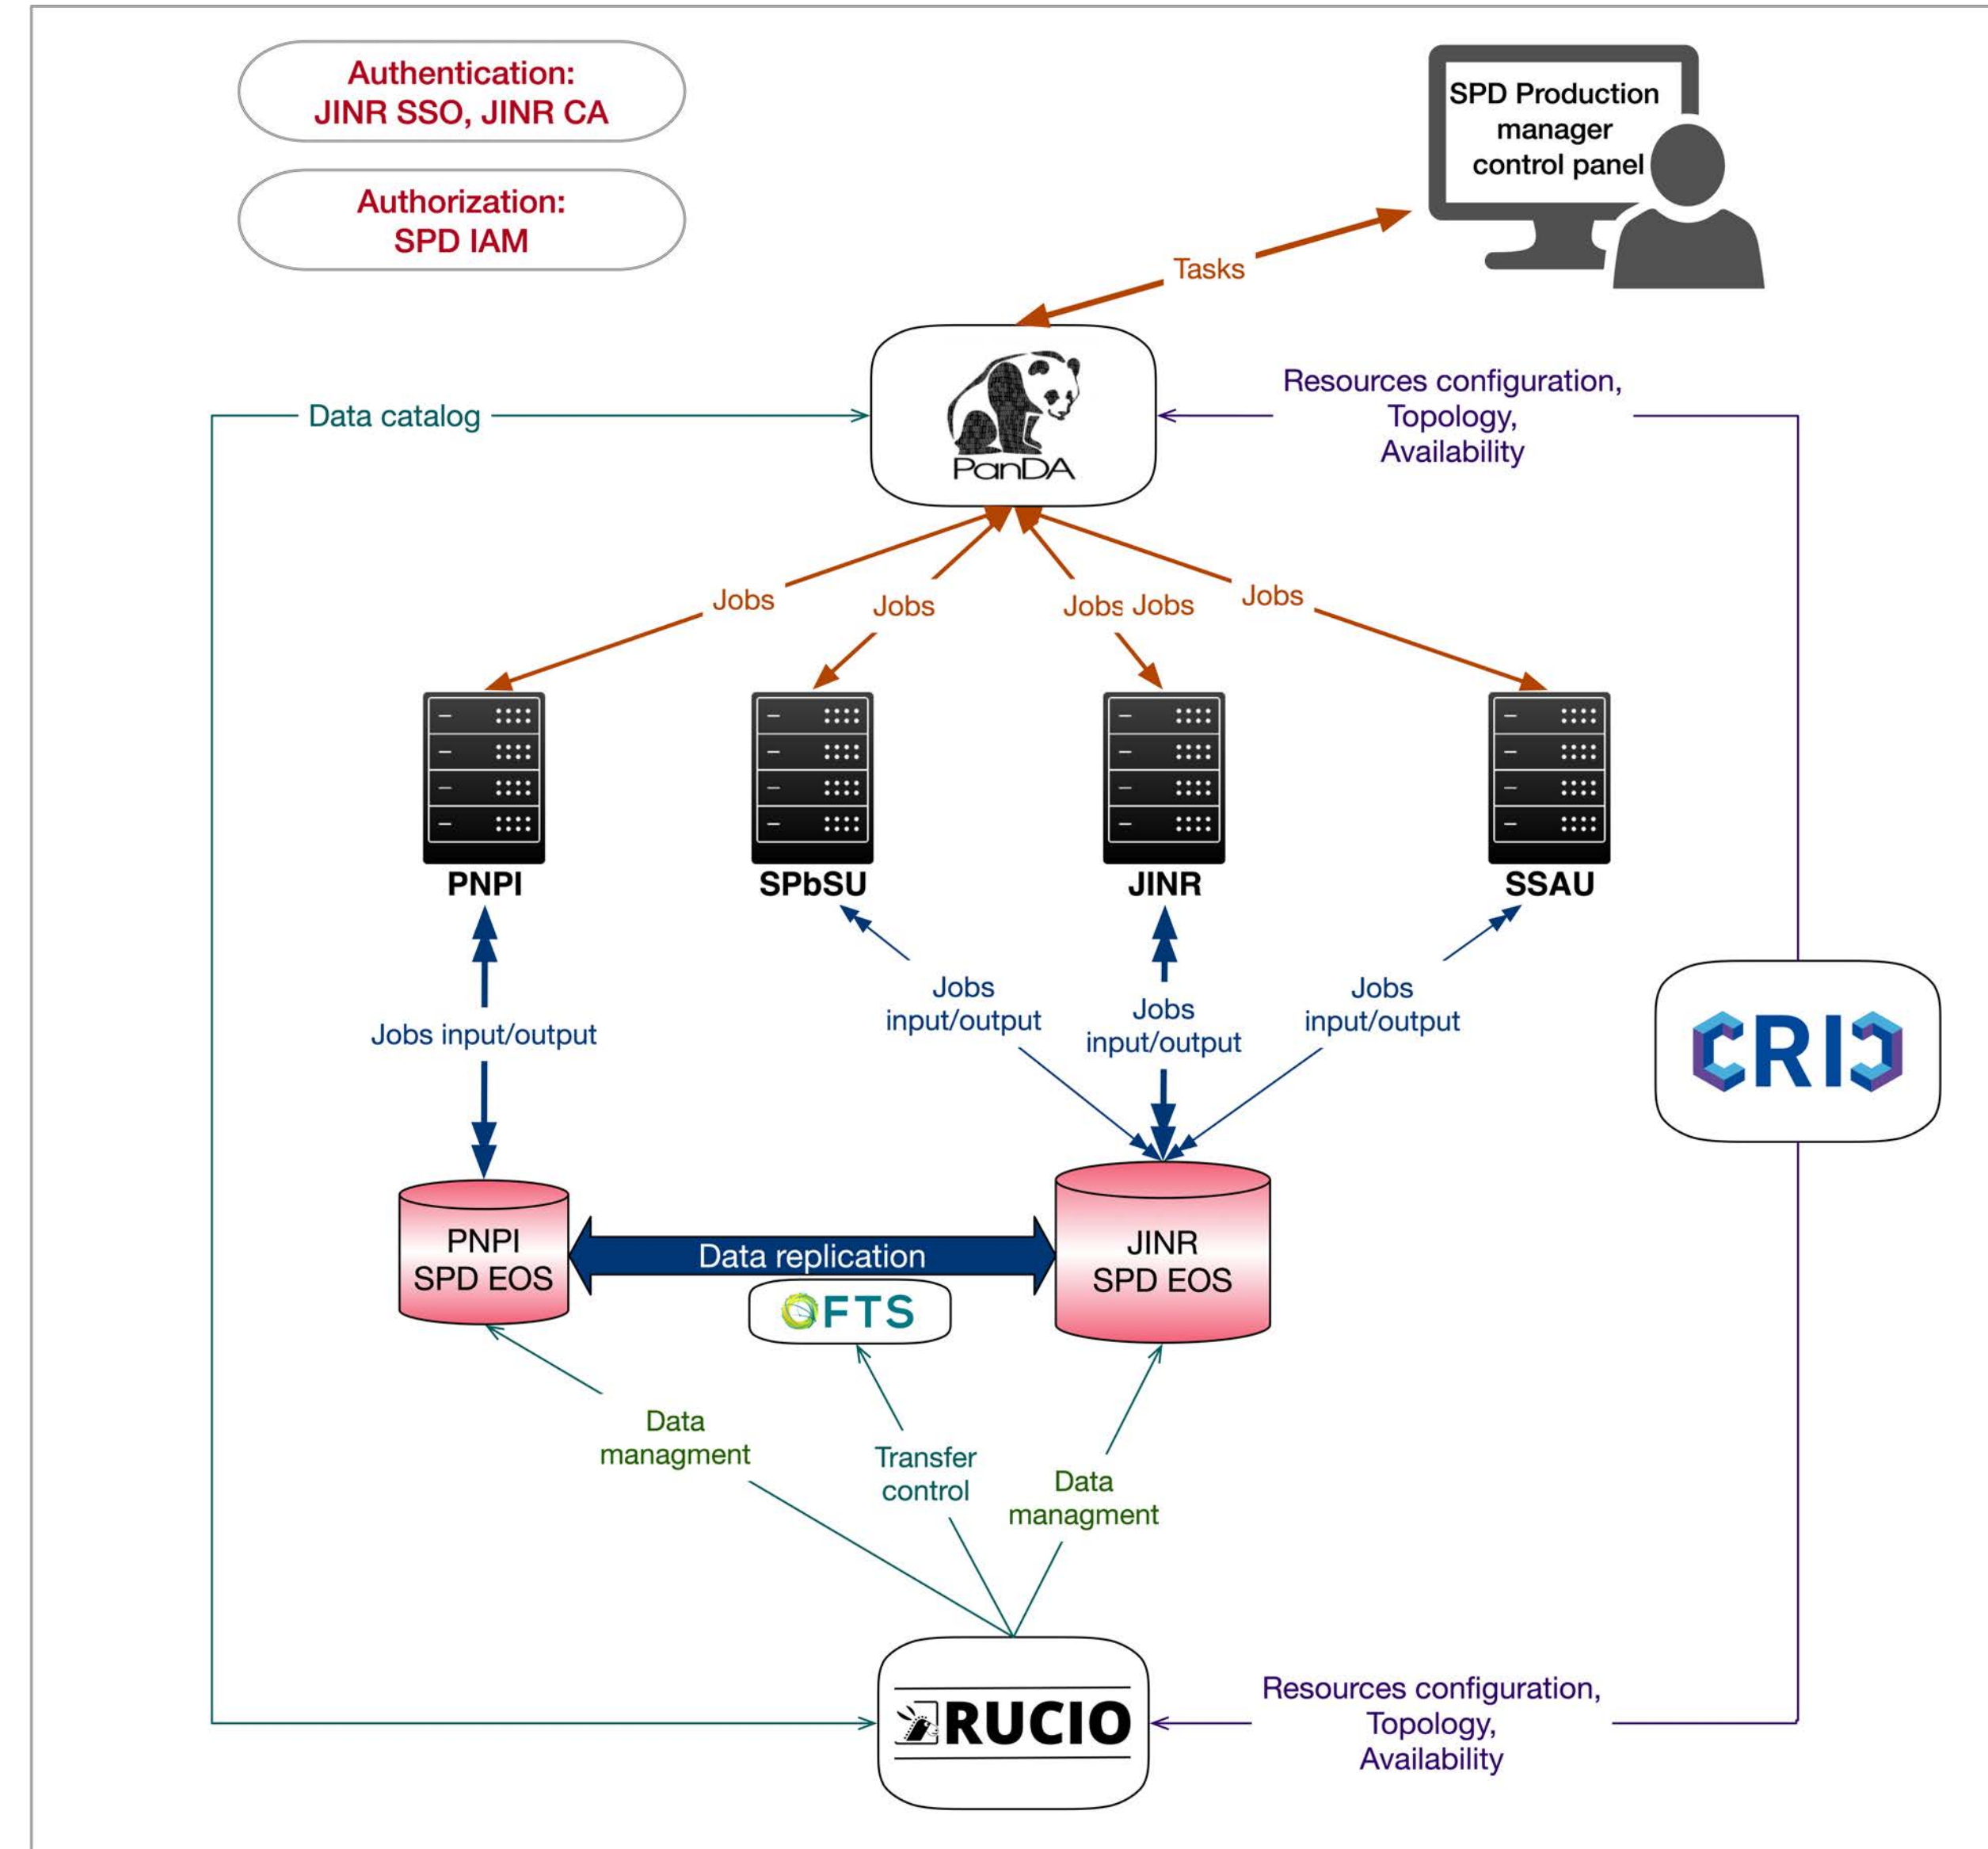 Authentication:
JINR SSO, JINR CA
Authorization:
SPD IAM
SPD Production
manager
control panel
Tasks
PanDA
Data catalog
Resources configuration,
Topology,
Availability
Jobs
Jobs
Jobs Jobs
Jobs
PNPI
SPbSU
JINR
SSAU
Jobs input/output
Jobs
input/output
Jobs
input/output
Jobs
input/output
CRIC
PNPI
SPD EOS
Data replication
FTS
JINR
SPD EOS
Data
managment
Transfer
control
Data
managment
RUCIO
Resources configuration,
Topology,
Availability